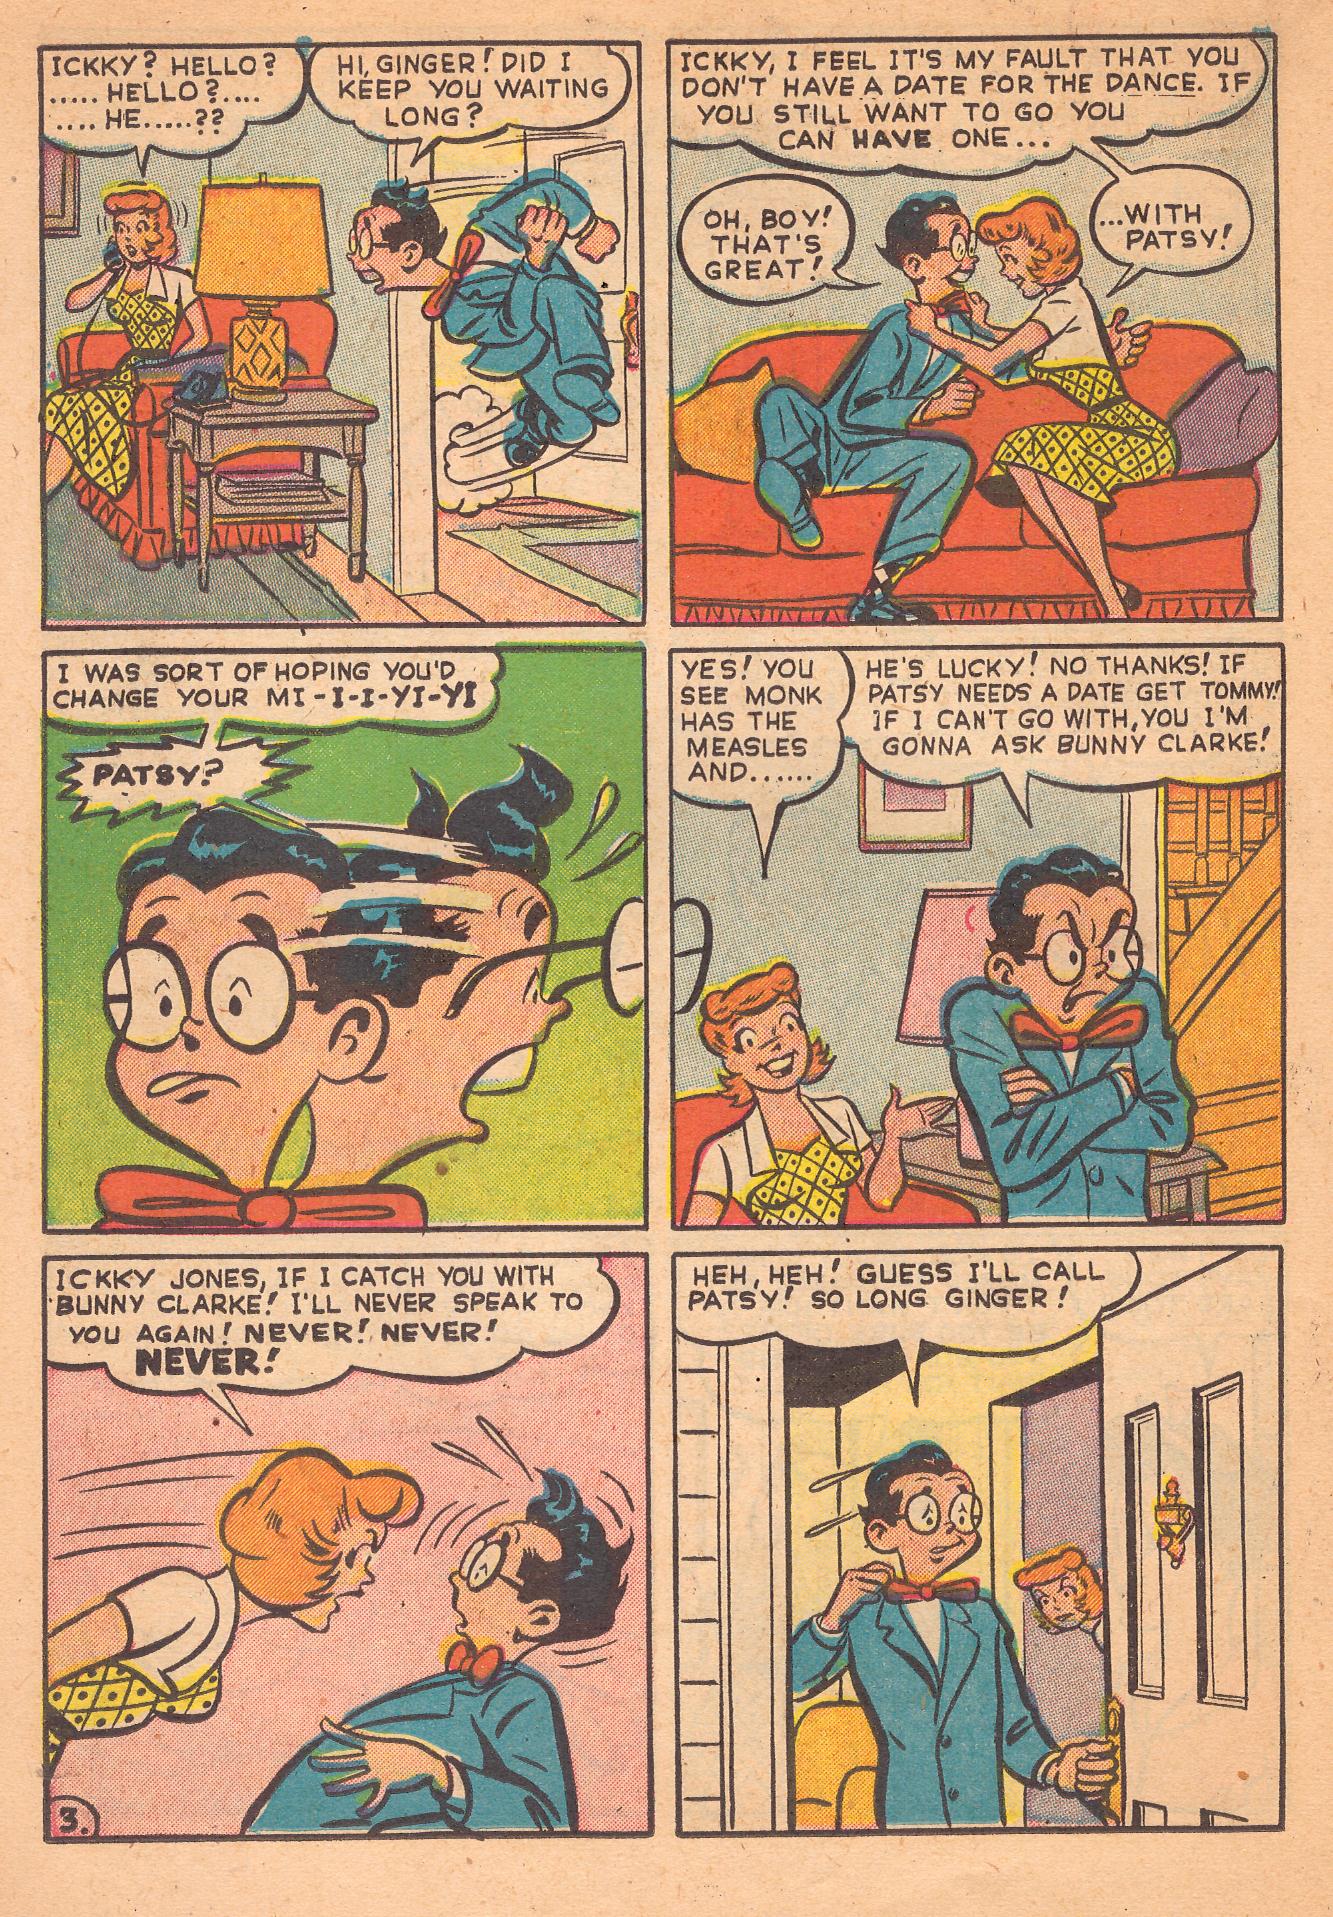 ICKKY? HELLO?
..... HELLO?....
.... HE.....??
HI, GINGER! DID I
KEEP YOU WAITING
LONG?
ICKKY, I FEEL IT'S MY FAULT THAT YOU
DON'T HAVE A DATE FOR THE DANCE. IF
YOU STILL WANT TO GO YOU
CAN HAVE ONE...
OH, BOY!
THAT'S
GREAT!
...WITH
PATSY!
I WAS SORT OF HOPING YOU'D
CHANGE YOUR MI-I-I-YI-YI
PATSY?
YES! YOU
SEE MONK
HAS THE
MEASLES
AND......
HE'S LUCKY! NO THANKS! IF
PATSY NEEDS A DATE GET TOMMY!
IF I CAN'T GO WITH, YOU I'M
GONNA ASK BUNNY CLARKE!
ICKKY JONES, IF I CATCH YOU WITH
BUNNY CLARKE! I'LL NEVER SPEAK TO
YOU AGAIN! NEVER! NEVER!
NEVER!
3.
HEH, HEH! GUESS I'LL CALL
PATSY! SO LONG GINGER!